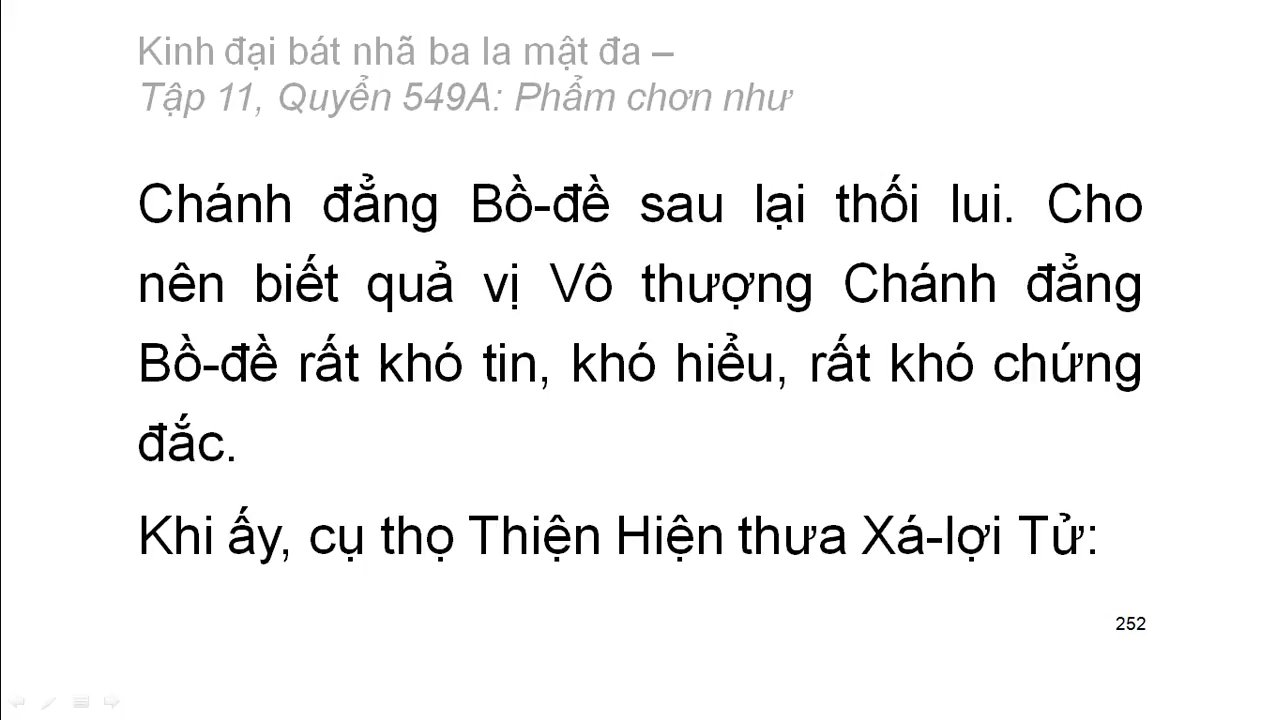 Kinh đại bát nhã ba la mật đa –
Tập 11, Quyển 549A: Phẩm chơn như
Chánh đẳng Bồ-đề sau lại thối lui. Cho
nên biết quả vị Vô thượng Chánh đẳng
Bồ-đề rất khó tin, khó hiểu, rất khó chứng
đắc.
Khi ấy, cụ thọ Thiện Hiện thưa Xá-lợi Tử:
252